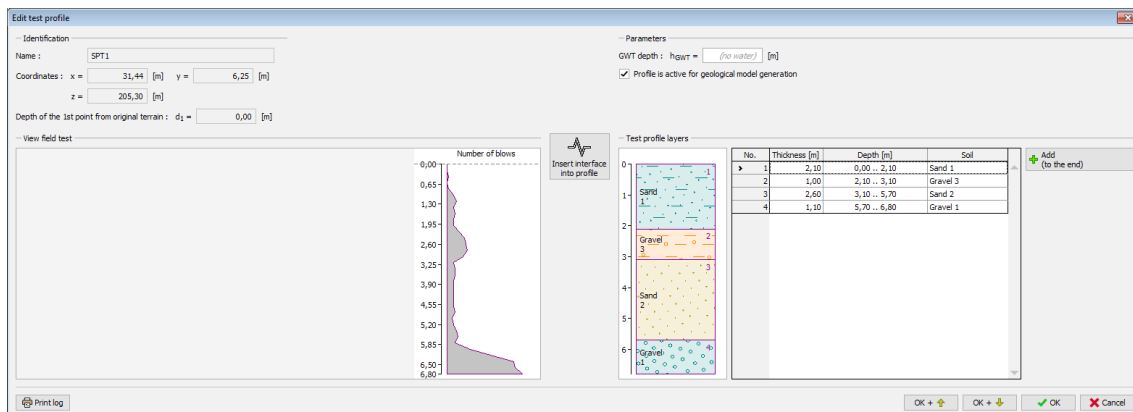 Edit test profile
Identification
Name : SPT1
Coordinates : x = 31,44 [m] y = 6,25 [m]
z = 205,30 [m]
Depth of the 1st point from original terrain : d1 = 0,00 [m]
Parameters
GWT depth : hGWT = (no water) [m]
Profile is active for geological model generation
View field test
Number of blows
0,00
0,65
1,30
1,95
2,60
3,25
3,90
4,55
5,20
5,85
6,50
6,80
Insert interface
into profile
Test profile layers
0
1
2
3
4
5
6
1
Sand
1
2
Gravel
3
3
Sand
2
4
Gravel
1
No. Thickness [m] Depth [m] Soil
1 2,10 0,00 .. 2,10 Sand 1
2 1,00 2,10 .. 3,10 Gravel 3
3 2,60 3,10 .. 5,70 Sand 2
4 1,10 5,70 .. 6,80 Gravel 1
Add
(to the end)
Print log
OK +
OK +
OK
Cancel